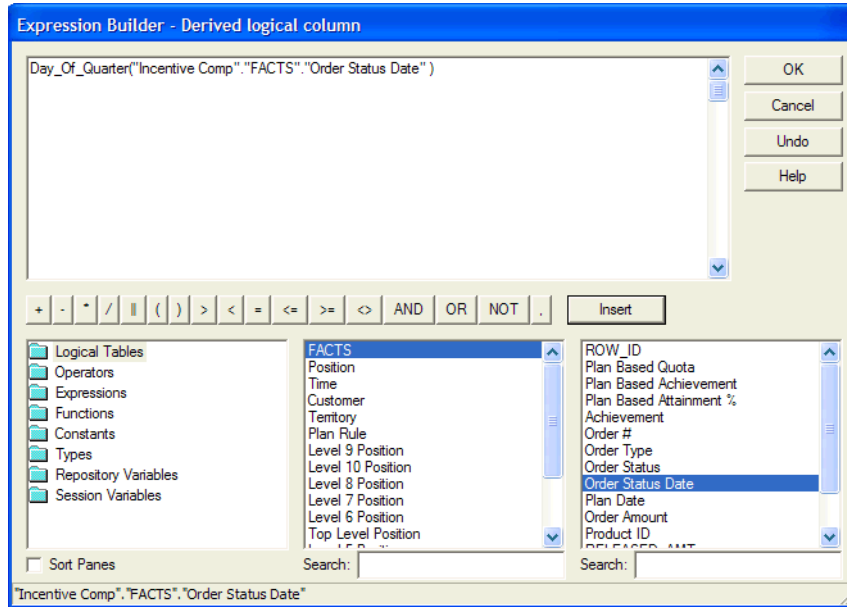 Expression Builder - Derived logical column
Day_Of_Quarter("Incentive Comp"."FACTS"."Order Status Date" )
OK
Cancel
Undo
Help
+ - * / || ( ) > < = <= >= <> AND OR NOT . Insert
Logical Tables
Operators
Expressions
Functions
Constants
Types
Repository Variables
Session Variables
FACTS
Position
Time
Customer
Territory
Plan Rule
Level 9 Position
Level 10 Position
Level 8 Position
Level 7 Position
Level 6 Position
Top Level Position
ROW_ID
Plan Based Quota
Plan Based Achievement
Plan Based Attainment %
Achievement
Order #
Order Type
Order Status
Order Status Date
Plan Date
Order Amount
Product ID
RELEASED_AMT
Sort Panes
Search:
Search:
"Incentive Comp"."FACTS"."Order Status Date"